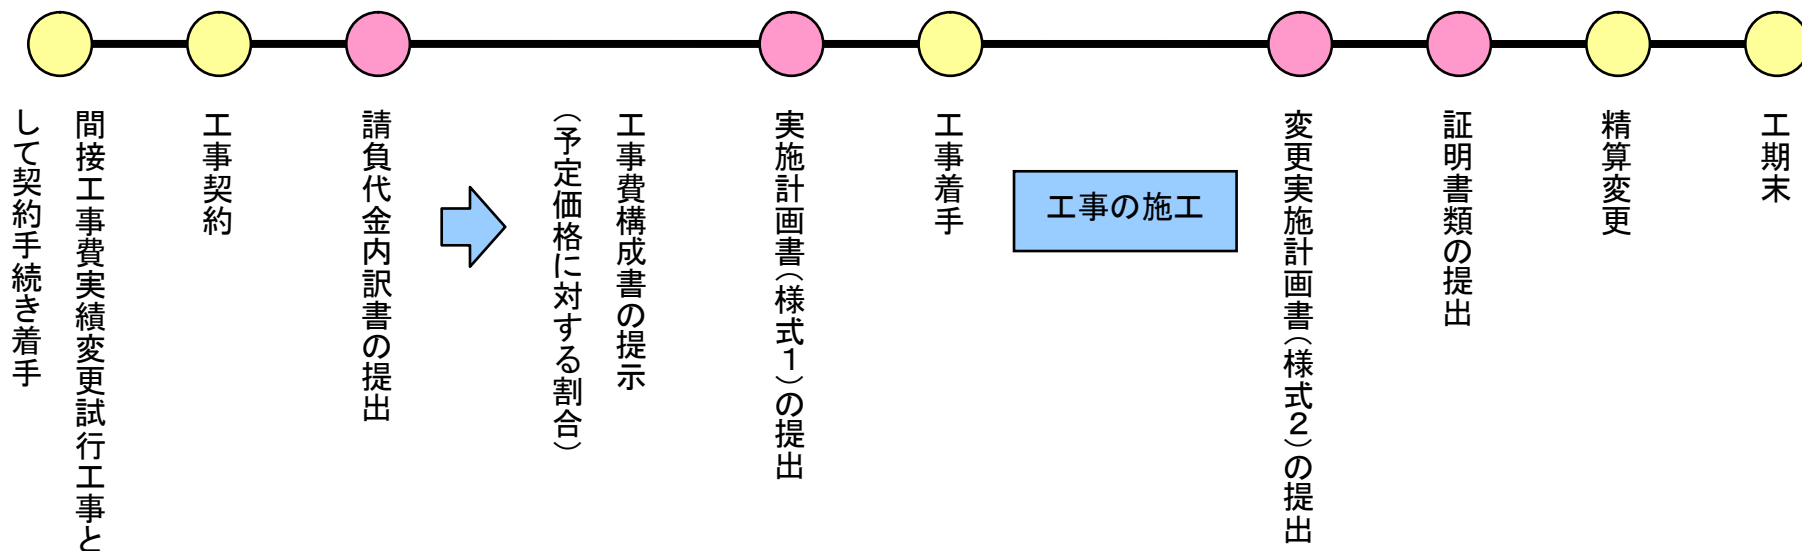 間接工事費実績変更試行工事と
して契約手続き着手
工事契約
請負代金内訳書の提出
工事費構成書の提示
（予定価格に対する割合）
実施計画書（様式１）の提出
工事着手
工事の施工
変更実施計画書（様式２）の提出
証明書類の提出
精算変更
工期末